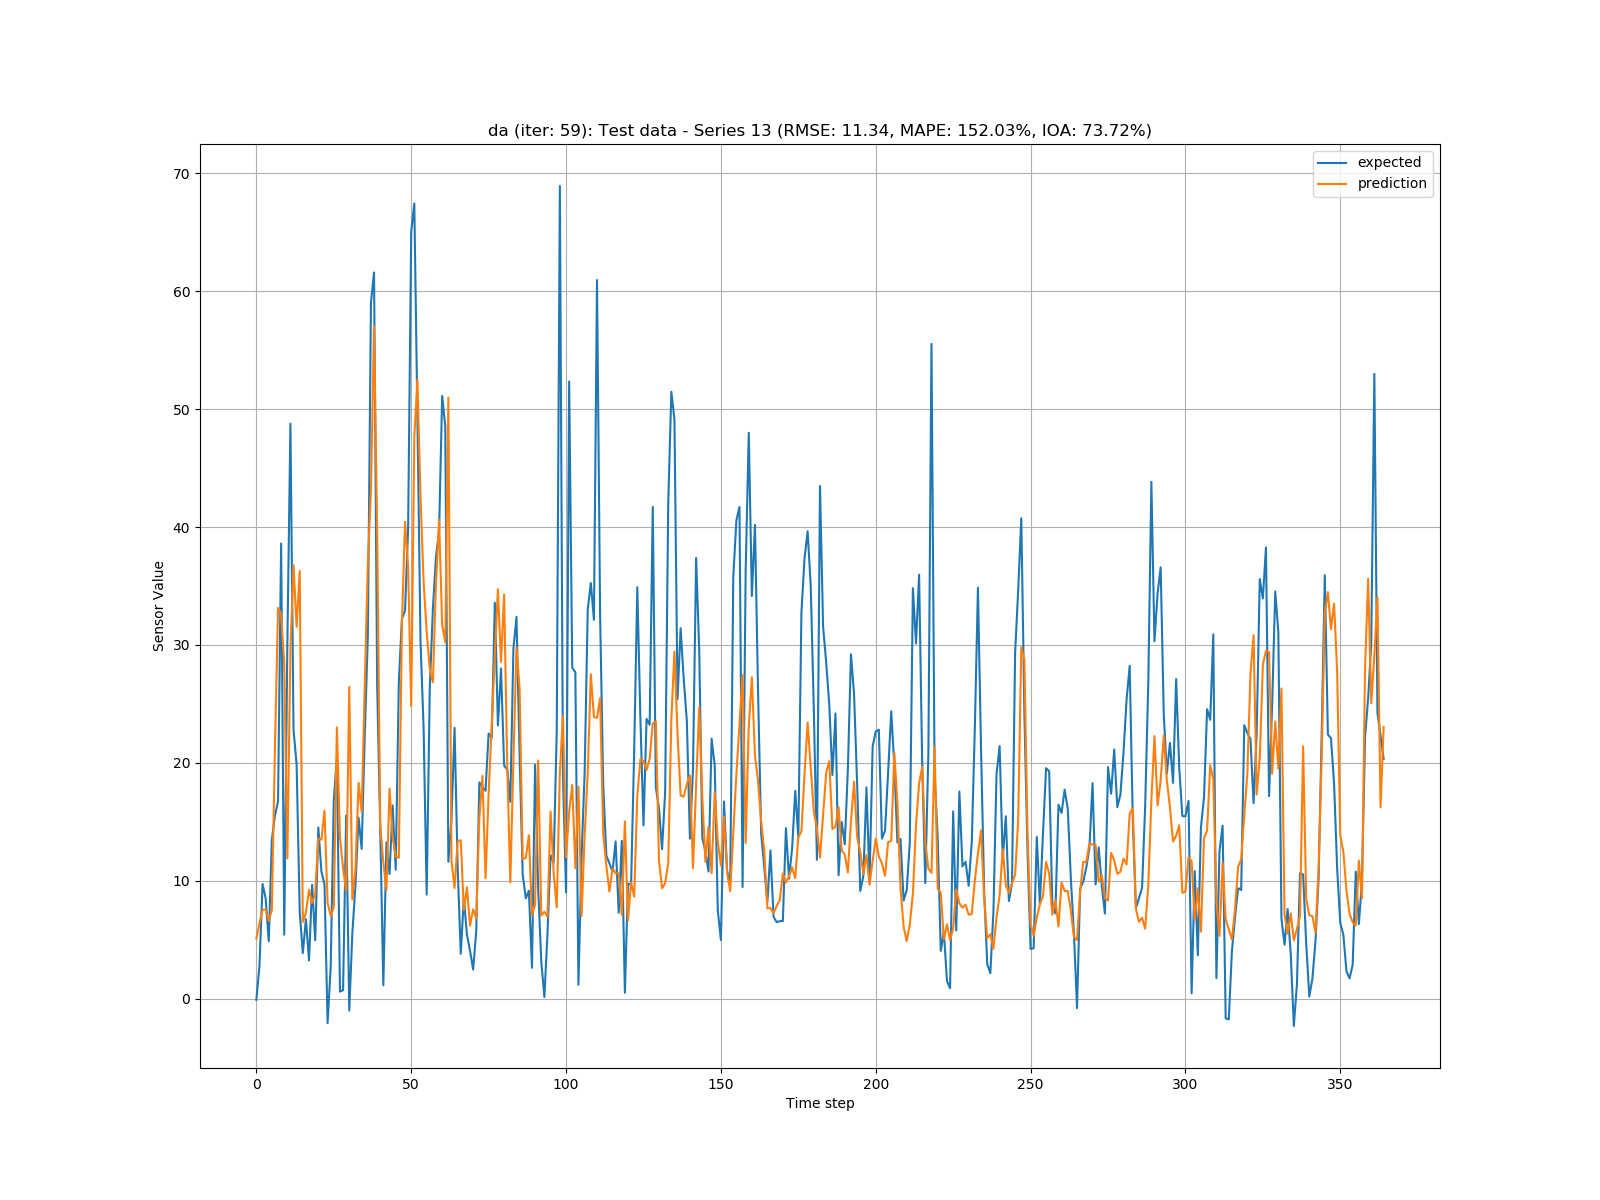 da (iter: 59): Test data - Series 13 (RMSE: 11.34, MAPE: 152.03%, IOA: 73.72%)
expected
prediction
70
60
50
40
30
20
10
0
Sensor Value
0 50 100 150 200 250 300 350
Time step